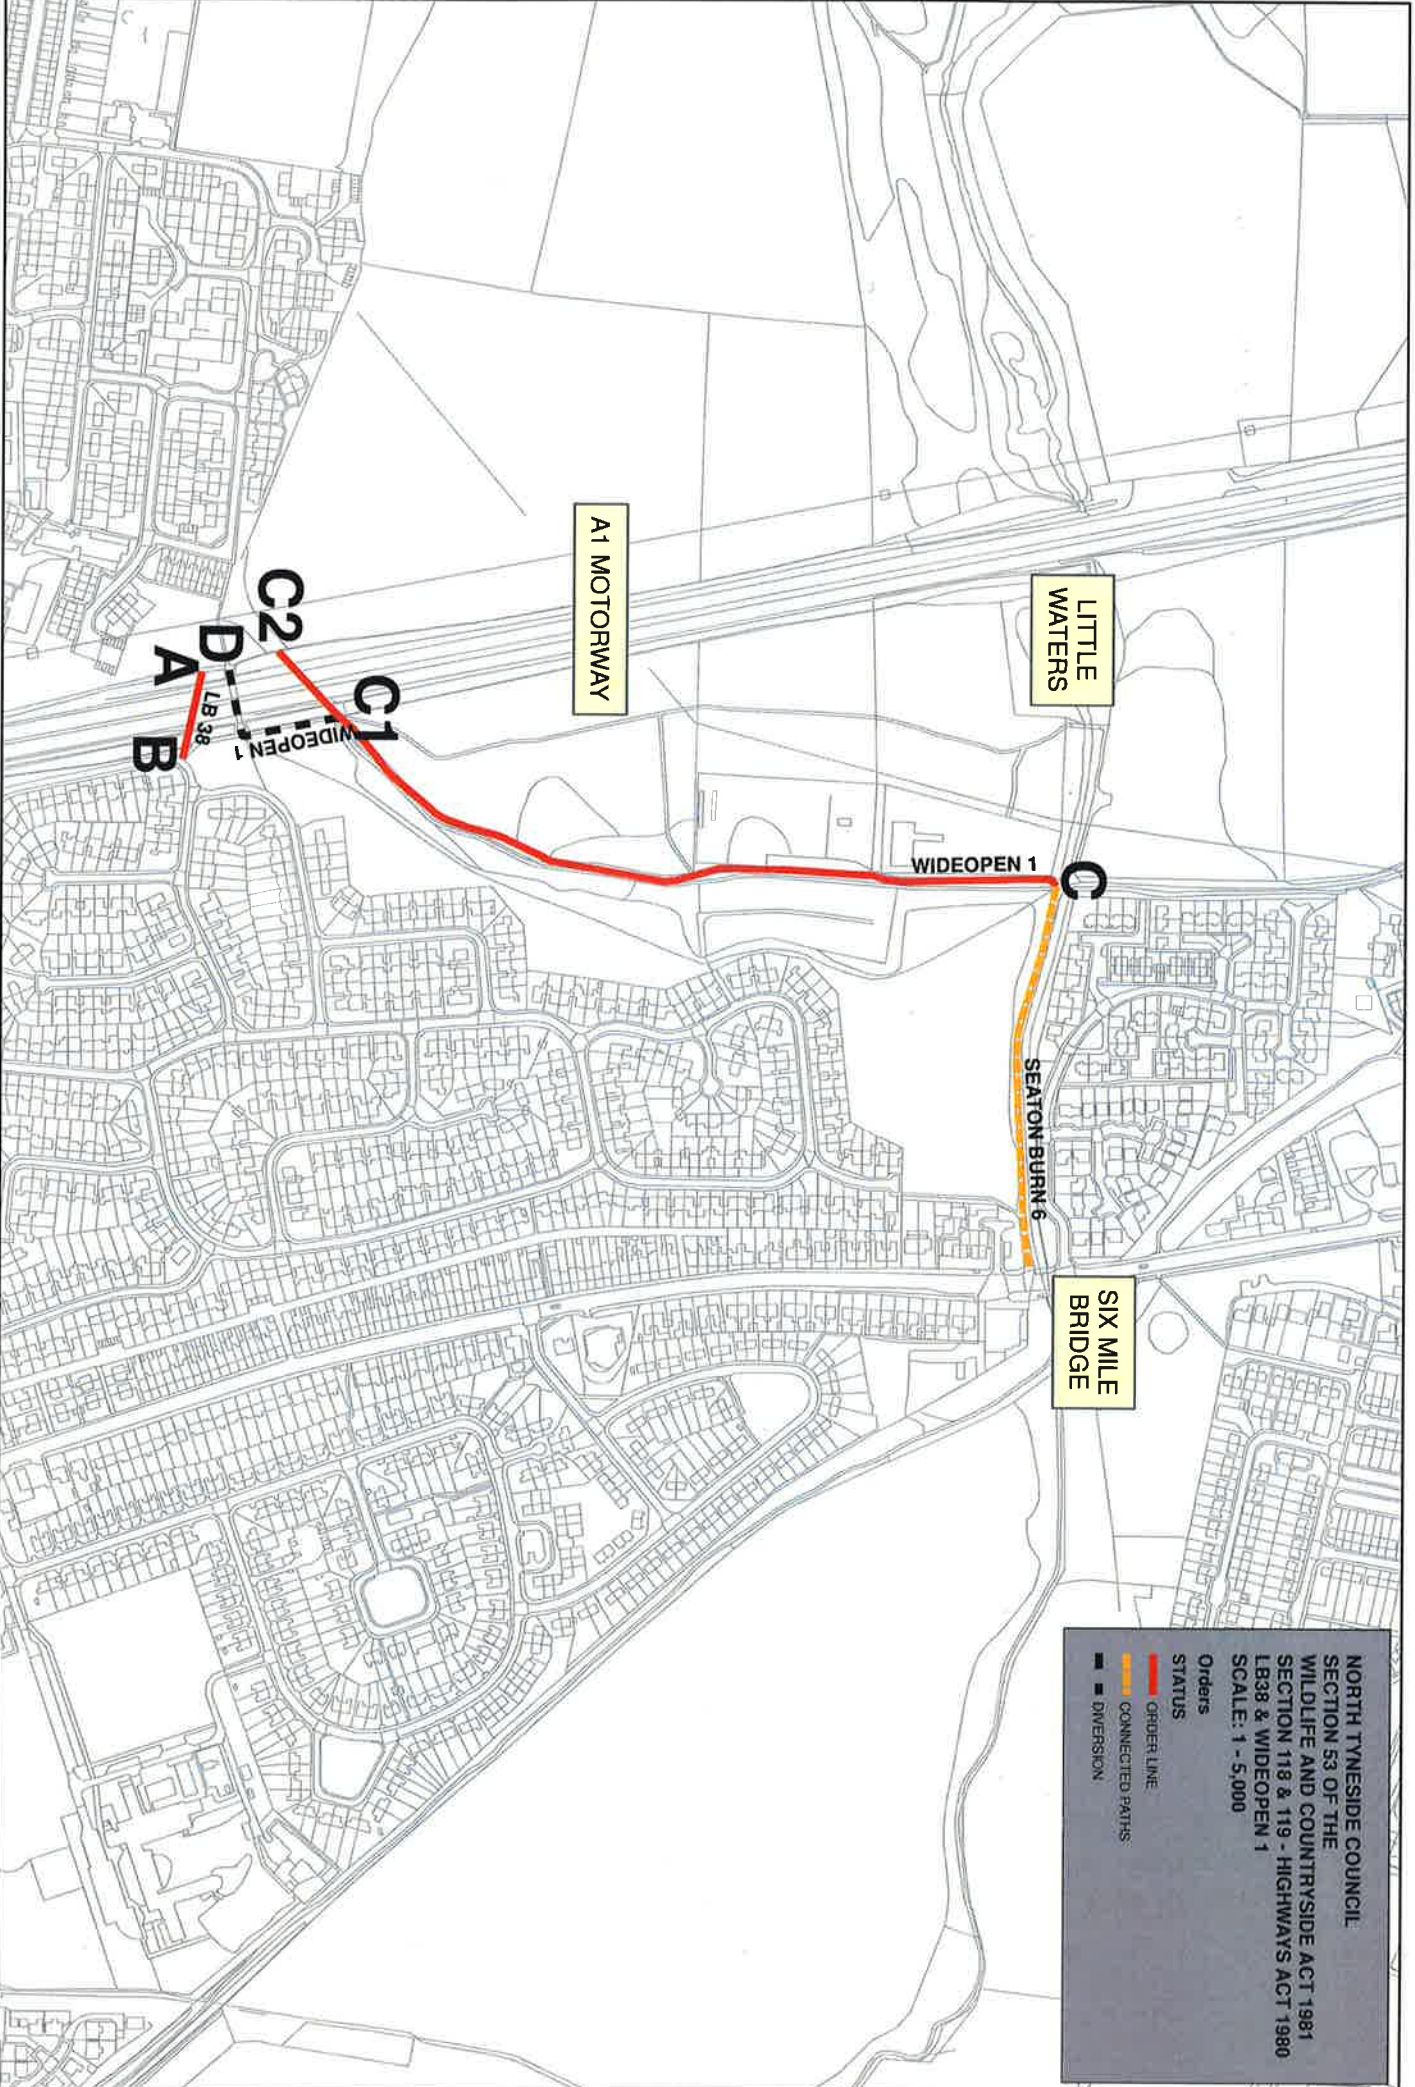 NORTH TYNESIDE COUNCIL
SECTION 53 OF THE
WILDLIFE AND COUNTRYSIDE ACT 1981
SECTION 118 & 119 - HIGHWAYS ACT 1980
LB38 & WIDEOPEN 1
SCALE: 1 - 5,000
Orders
STATUS
ORDER LINE
CONNECTED PATHS
DIVERSION
LITTLE
WATERS
SIX MILE
BRIDGE
C
SEATON BURN 6
WIDEOPEN 1
A1 MOTORWAY
C1
WIDEOPEN 1
C2
D
A
LB 38
B